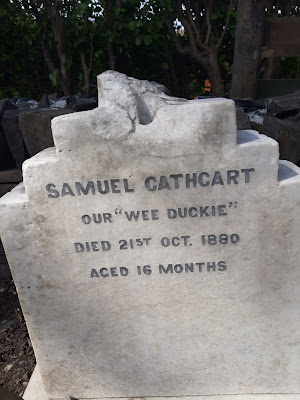 SAMUEL CATHCART
OUR "WEE DUCKIE"
DIED 21ST OCT. 1880
AGED 16 MONTHS